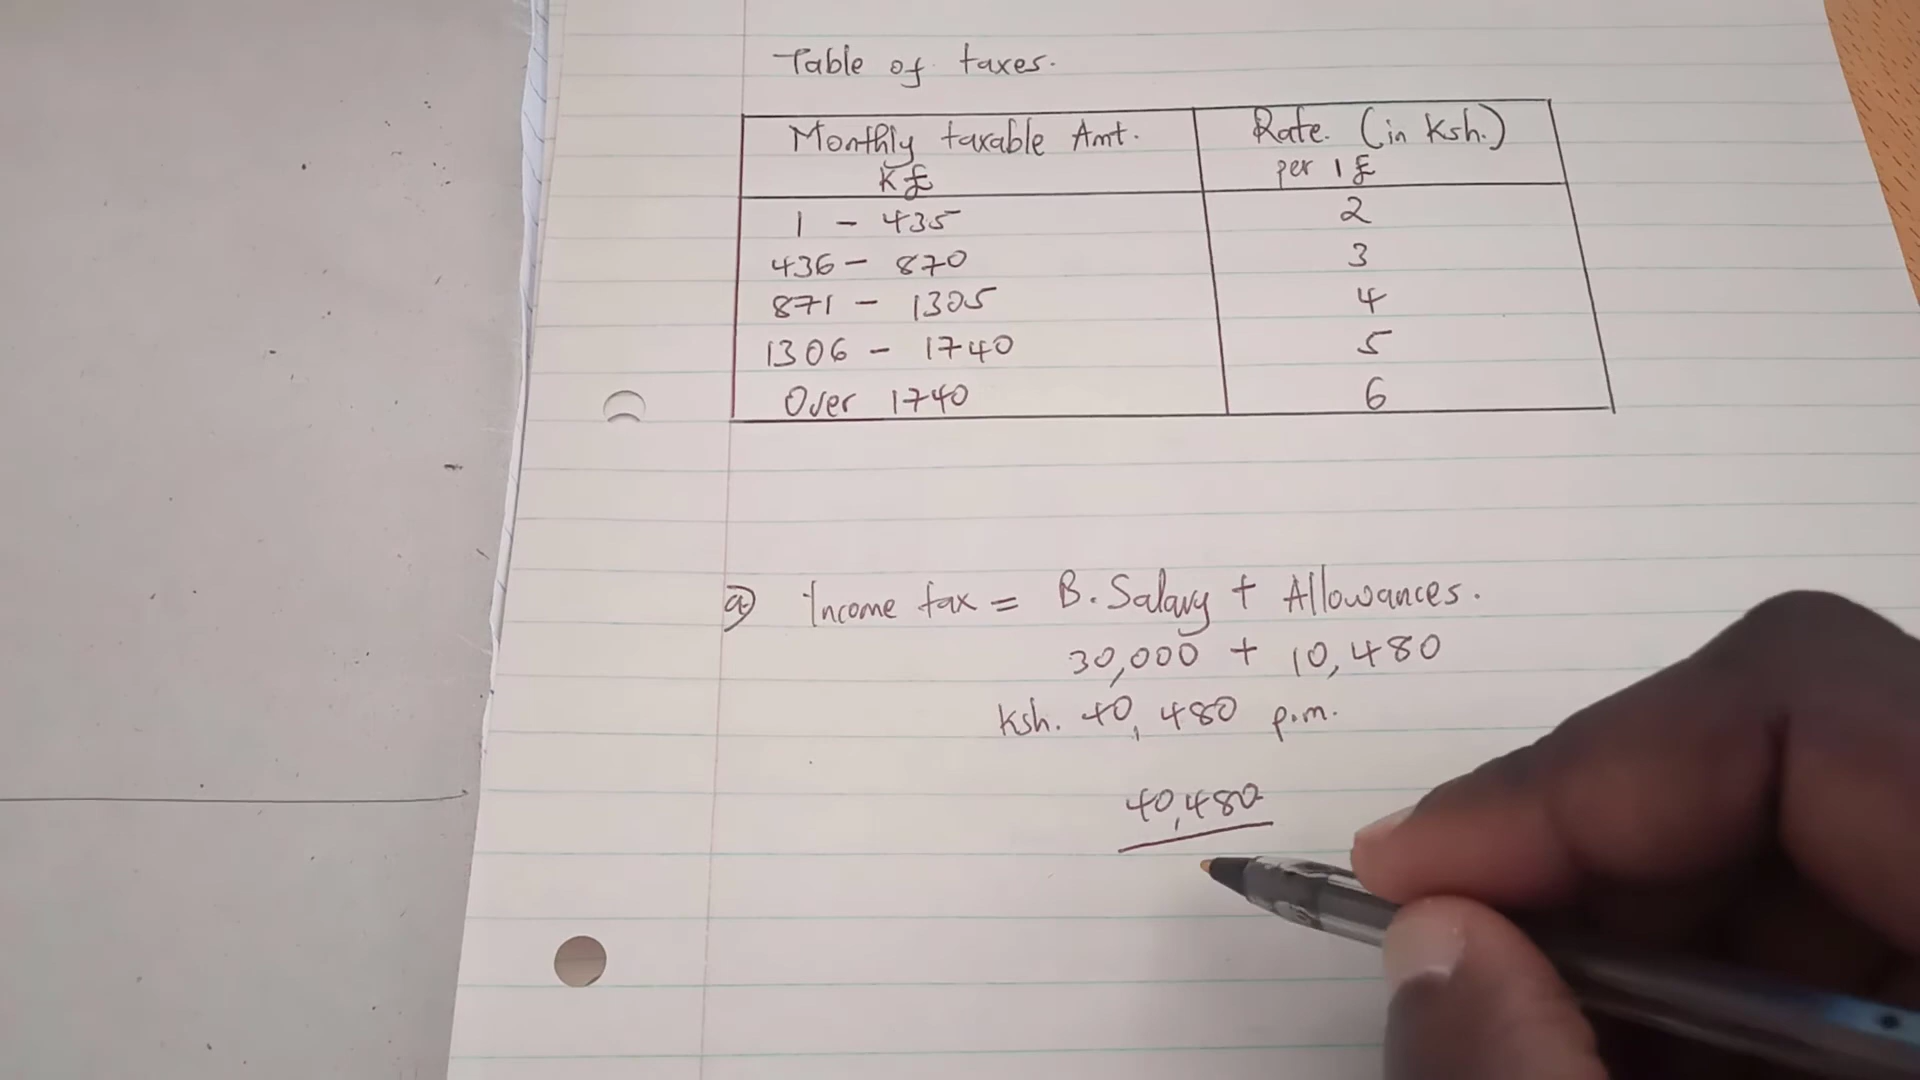 Table of taxes.
Monthly taxable Amt. K£
Rate. (in Ksh.) per 1 £
1 - 435 2
436 - 870 3
871 - 1305 4
1306 - 1740 5
Over 1740 6
a) Income tax = B. Salary + Allowances.
30,000 + 10,480
Ksh. 40,480 p.m.
40,480